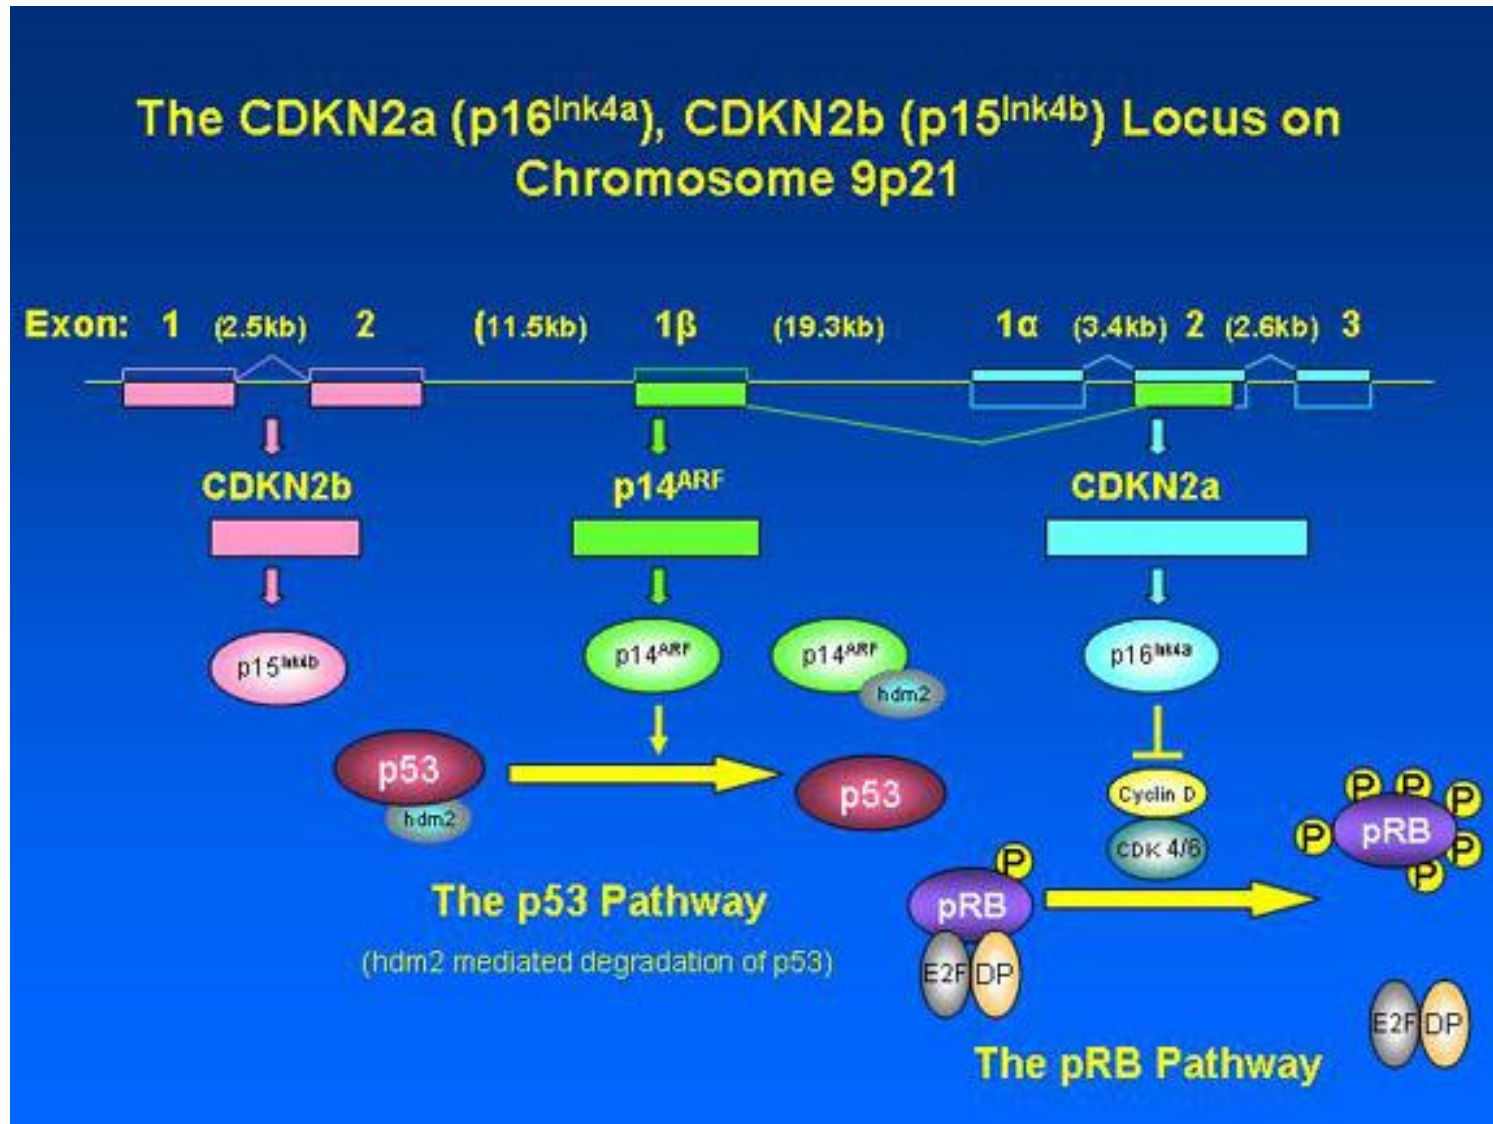 The CDKN2a (p16Ink4a), CDKN2b (p15Ink4b) Locus on
Chromosome 9p21
Exon: 1 (2.5kb) 2 (11.5kb) 1β (19.3kb) 1α (3.4kb) 2 (2.6kb) 3
CDKN2b p14ARF CDKN2a
p15Ink4b p14ARF p14ARF p16Ink4a
hdm2
p53 p53 Cyclin D P P P
hdm2 P pRB P
CDK 4/6 P
P
The p53 Pathway pRB
(hdm2 mediated degradation of p53) E2F DP
E2F DP
The pRB Pathway